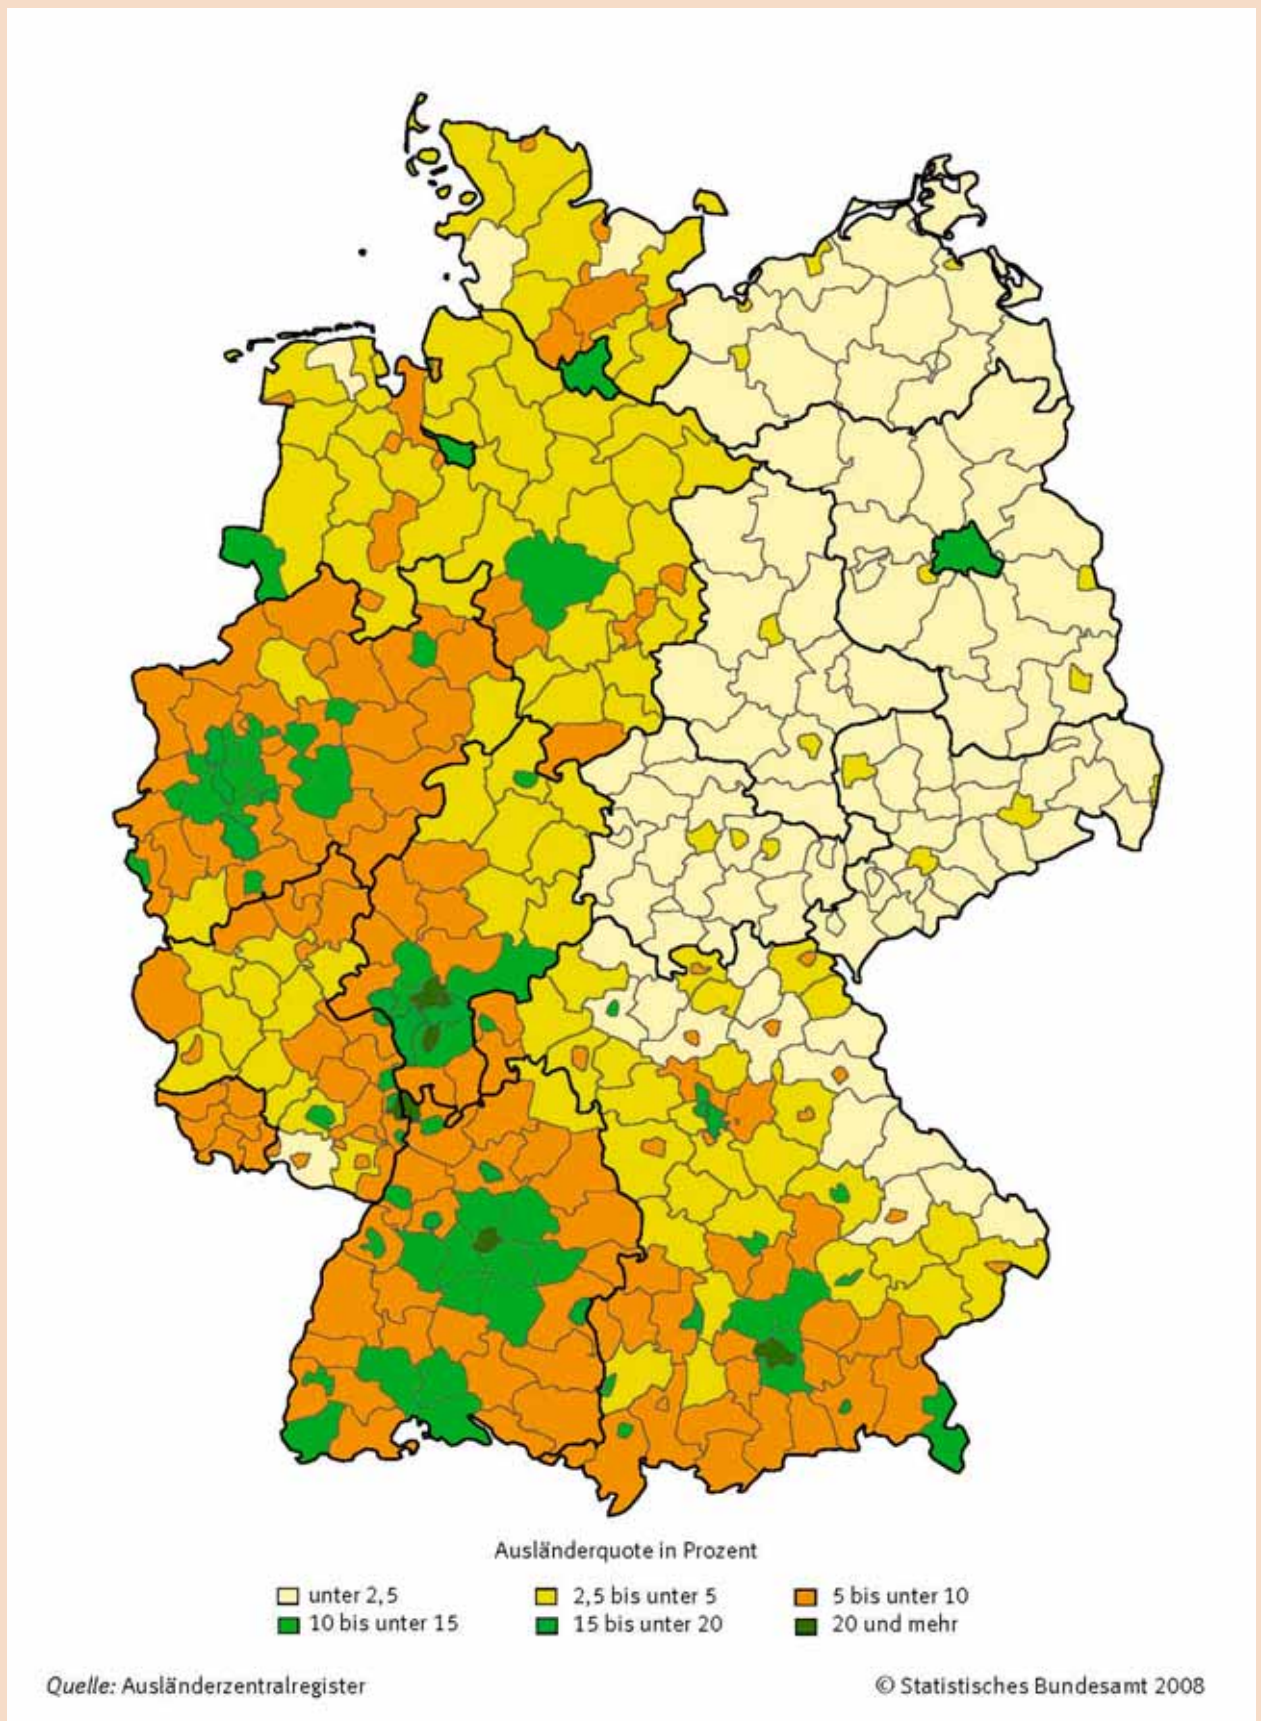 Ausländerquote in Prozent
unter 2,5 2,5 bis unter 5 5 bis unter 10
10 bis unter 15 15 bis unter 20 20 und mehr
Quelle: Ausländerzentralregister © Statistisches Bundesamt 2008